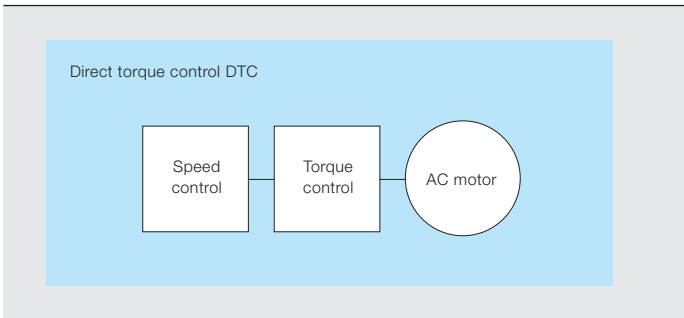 Direct torque control DTC
Speed
control
Torque
control
AC motor